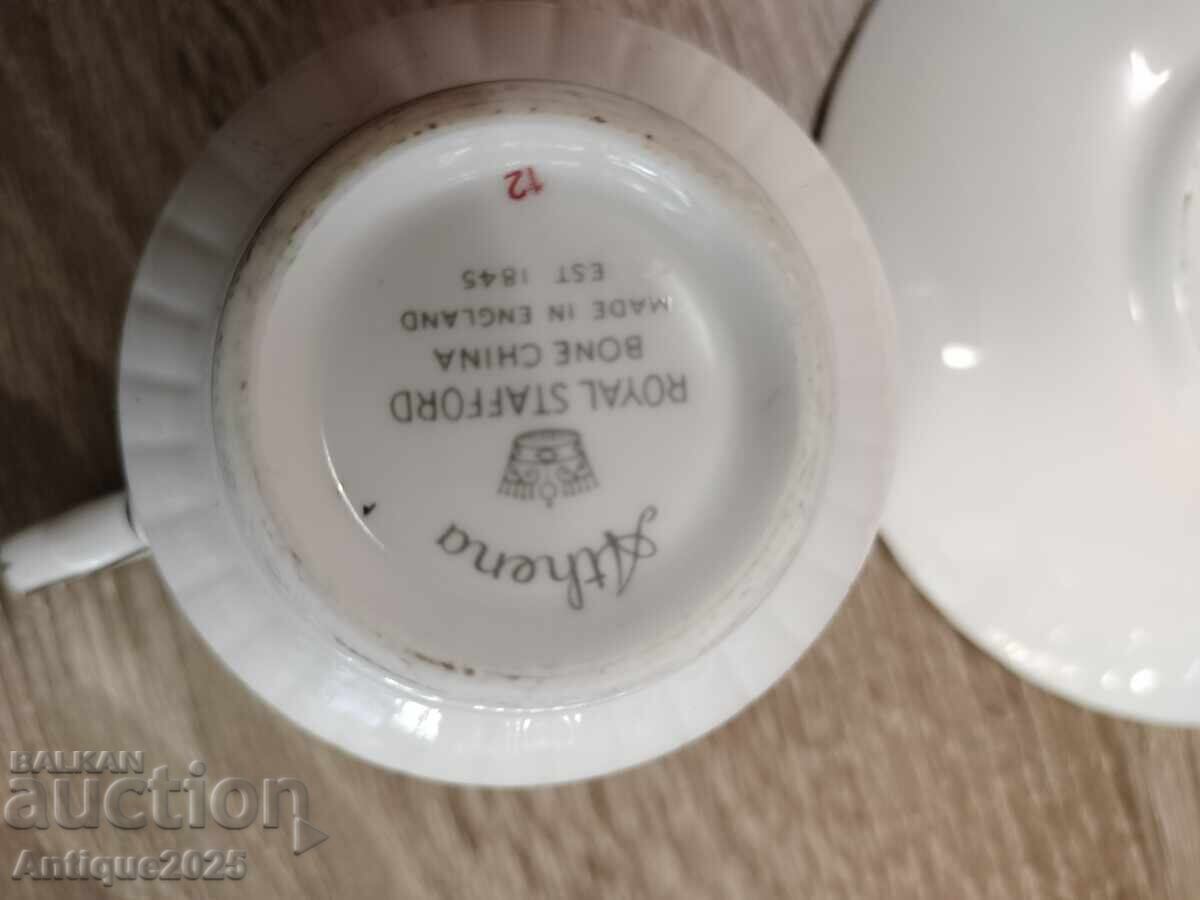 Athena
ROYAL STAFFORD
BONE CHINA
MADE IN ENGLAND
EST 1845
12
BALKAN
auction
Antique2025